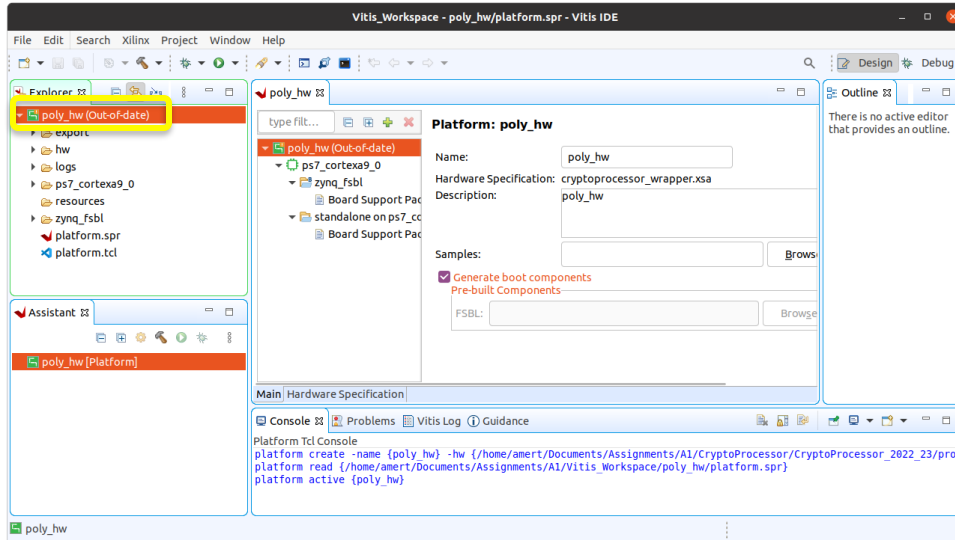 Vitis_Workspace - poly_hw/platform.spr - Vitis IDE
File Edit Search Xilinx Project Window Help
Design Debug
Explorer
poly_hw (Out-of-date)
export
hw
logs
ps7_cortexa9_0
resources
zynq_fsbl
platform.spr
platform.tcl
Assistant
poly_hw [Platform]
poly_hw
type filt...
poly_hw (Out-of-date)
ps7_cortexa9_0
zynq_fsbl
Board Support Pac
standalone on ps7_co
Board Support Pac
Platform: poly_hw
Name: poly_hw
Hardware Specification: cryptoprocessor_wrapper.xsa
Description: poly_hw
Samples: Brows
Generate boot components
Pre-built Components
FSBL: Browse
Main Hardware Specification
Outline
There is no active editor
that provides an outline.
Console Problems Vitis Log Guidance
Platform Tcl Console
platform create -name {poly_hw} -hw {/home/amert/Documents/Assignments/A1/CryptoProcessor/CryptoProcessor_2022_23/pro
platform read {/home/amert/Documents/Assignments/A1/Vitis_Workspace/poly_hw/platform.spr}
platform active {poly_hw}
poly_hw